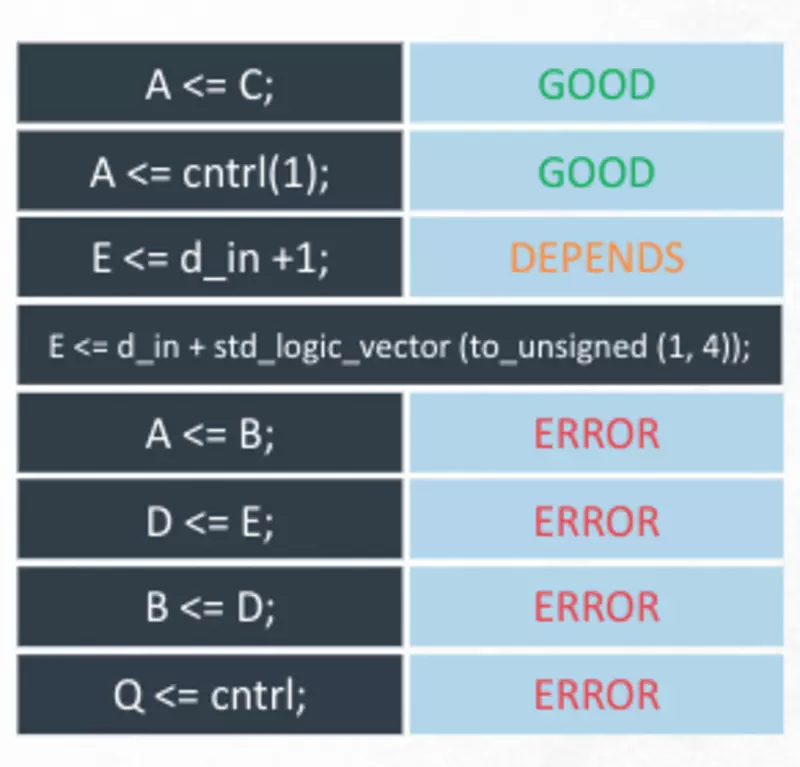 A <= C; GOOD
A <= cntrl(1); GOOD
E <= d_in +1; DEPENDS
E <= d_in + std_logic_vector (to_unsigned (1, 4));
A <= B; ERROR
D <= E; ERROR
B <= D; ERROR
Q <= cntrl; ERROR